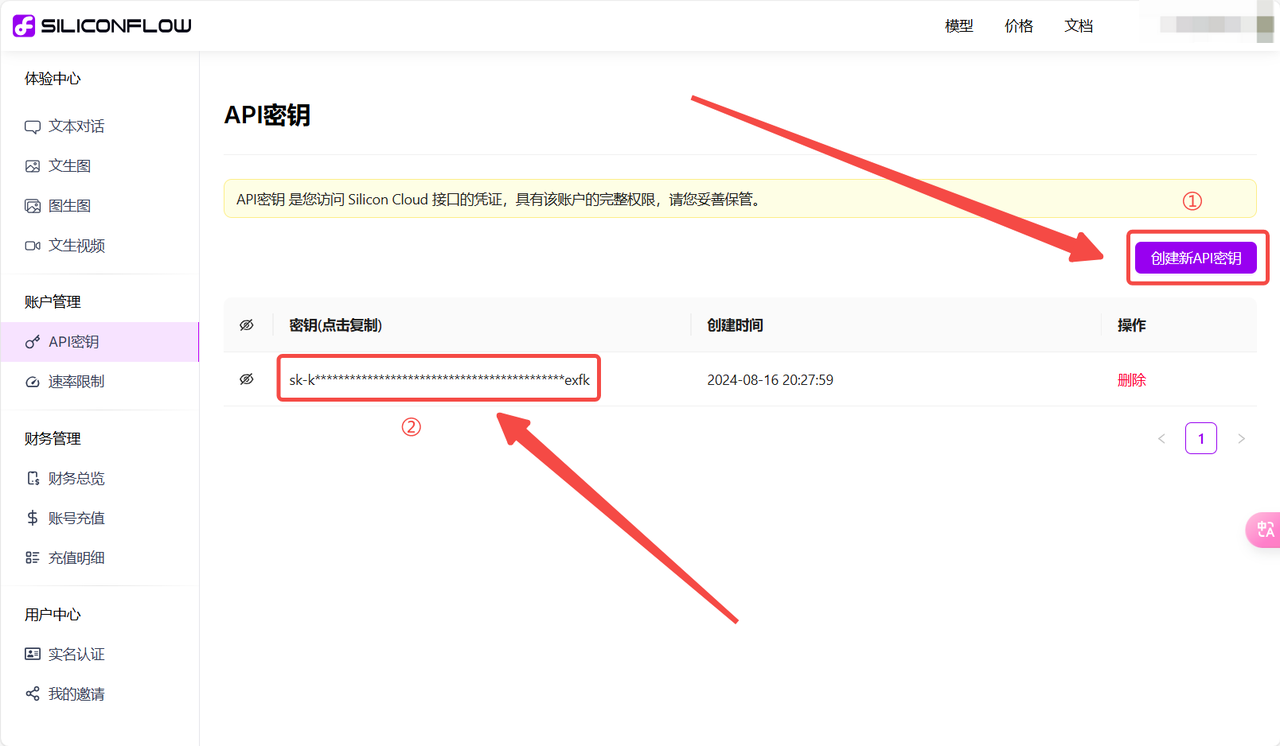 SILICONFLOW
模型 价格 文档
体验中心
文本对话
文生图
图生图
文生视频
账户管理
API密钥
速率限制
财务管理
财务总览
账号充值
充值明细
用户中心
实名认证
我的邀请
API密钥
API密钥 是您访问 Silicon Cloud 接口的凭证，具有该账户的完整权限，请您妥善保管。
①
创建新API密钥
密钥(点击复制) 创建时间 操作
sk-k********************************************exfk 2024-08-16 20:27:59 删除
②
< 1 >
中A